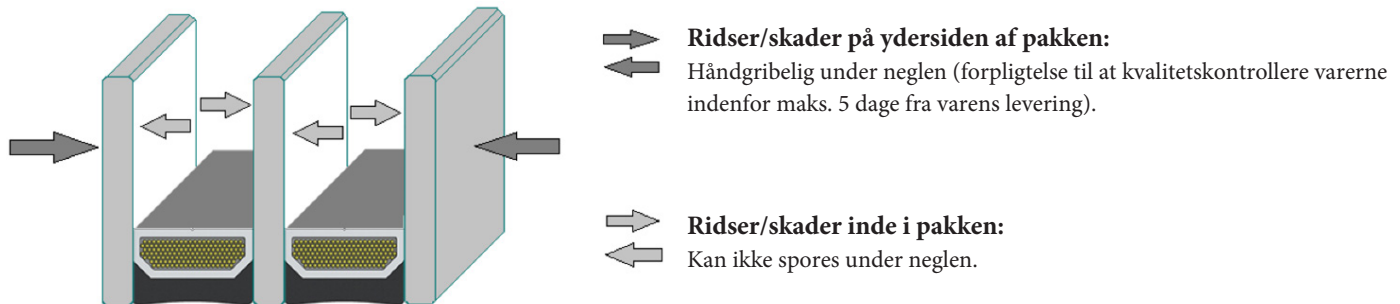 Ridser/skader på ydersiden af pakken:
Håndgribelig under neglen (forpligtelse til at kvalitetskontrollere varerne
indenfor maks. 5 dage fra varens levering).
Ridser/skader inde i pakken:
Kan ikke spores under neglen.